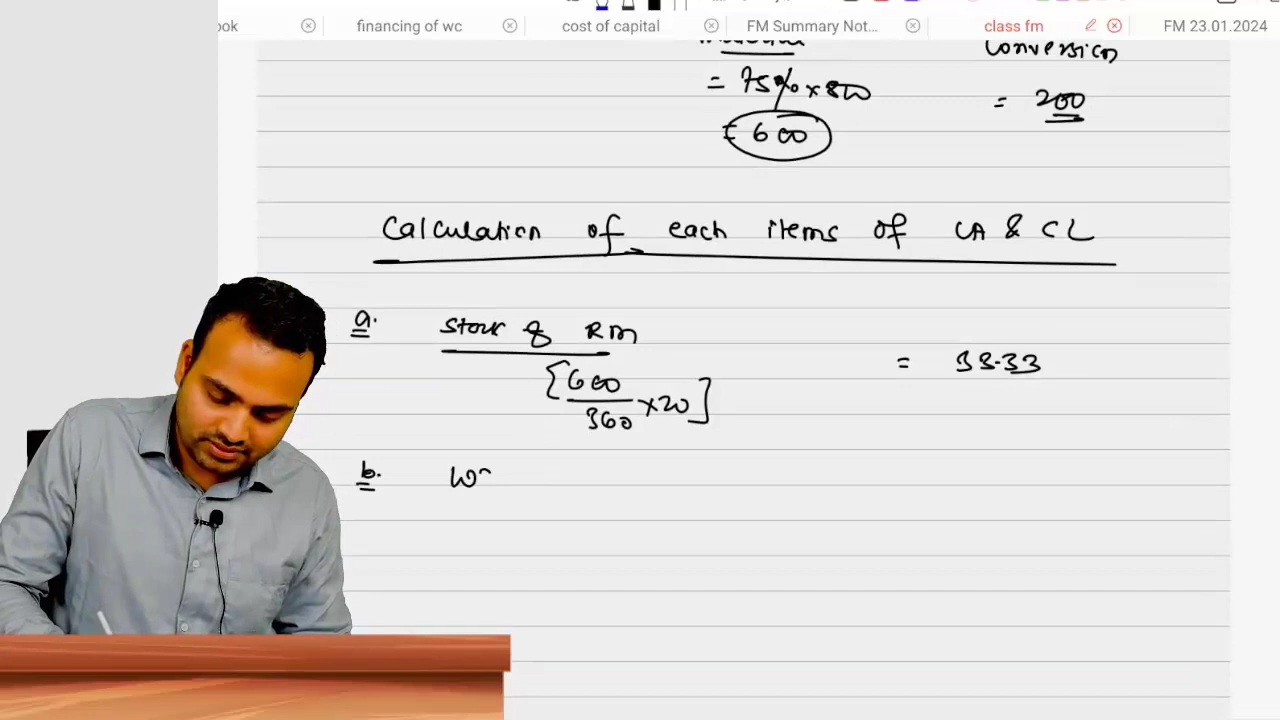 ook financing of wc cost of capital FM Summary Not... class fm FM 23.01.2024
Conversion
= 75% x 800 = 200
= 600
Calculation of each items of CA & CL
a. Stock of RM
= 33.33
[600/360 x 20]
b. W